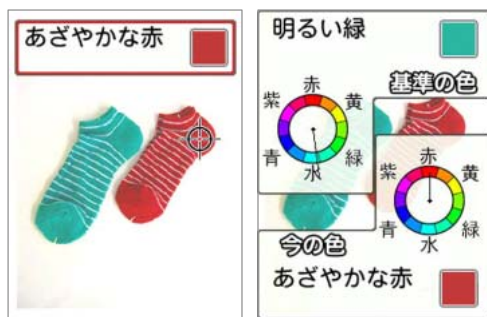 あざやかな赤
明るい緑
基準の色
赤
紫
黄
青
緑
水
赤
紫
黄
青
緑
水
今の色
あざやかな赤